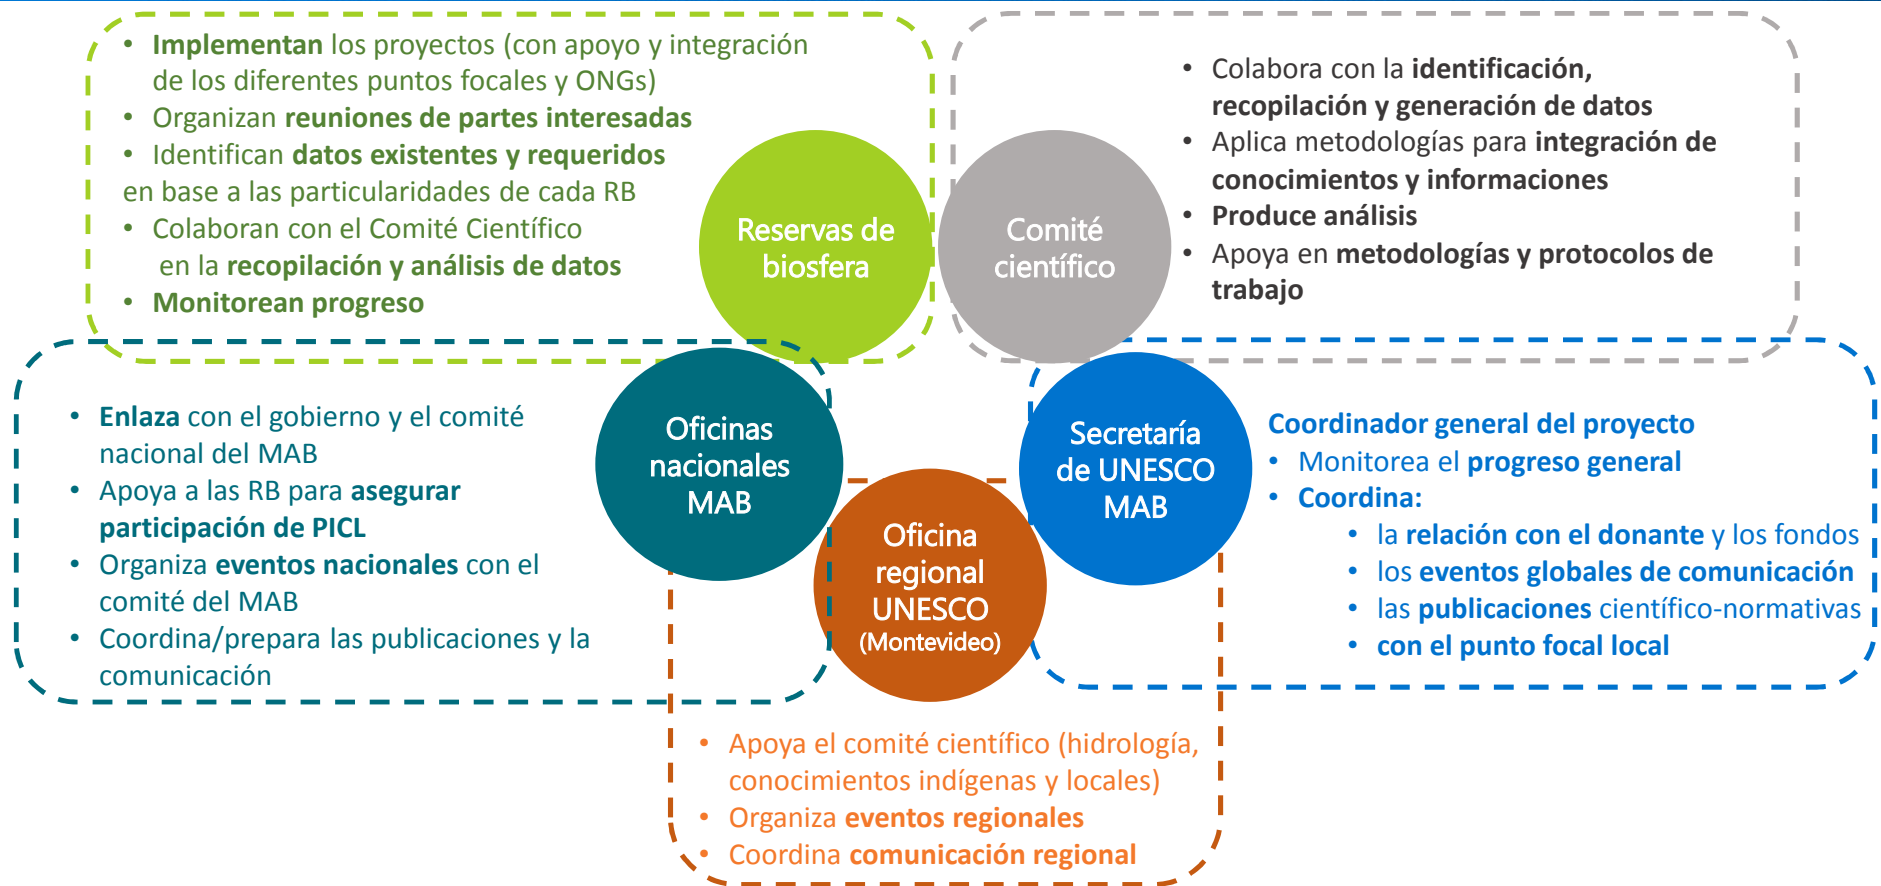 • Implementan los proyectos (con apoyo y integración
de los diferentes puntos focales y ONGs)
• Organizan reuniones de partes interesadas
• Identifican datos existentes y requeridos
en base a las particularidades de cada RB
• Colaboran con el Comité Científico
en la recopilación y análisis de datos
• Monitorean progreso
Reservas de
biosfera
Comité
científico
• Colabora con la identificación,
recopilación y generación de datos
• Aplica metodologías para integración de
conocimientos y informaciones
• Produce análisis
• Apoya en metodologías y protocolos de
trabajo
• Enlaza con el gobierno y el comité
nacional del MAB
• Apoya a las RB para asegurar
participación de PICL
• Organiza eventos nacionales con el
comité del MAB
• Coordina/prepara las publicaciones y la
comunicación
Oficinas
nacionales
MAB
Oficina
regional
UNESCO
(Montevideo)
Secretaría
de UNESCO
MAB
Coordinador general del proyecto
• Monitorea el progreso general
• Coordina:
• la relación con el donante y los fondos
• los eventos globales de comunicación
• las publicaciones científico-normativas
• con el punto focal local
• Apoya el comité científico (hidrología,
conocimientos indígenas y locales)
• Organiza eventos regionales
• Coordina comunicación regional